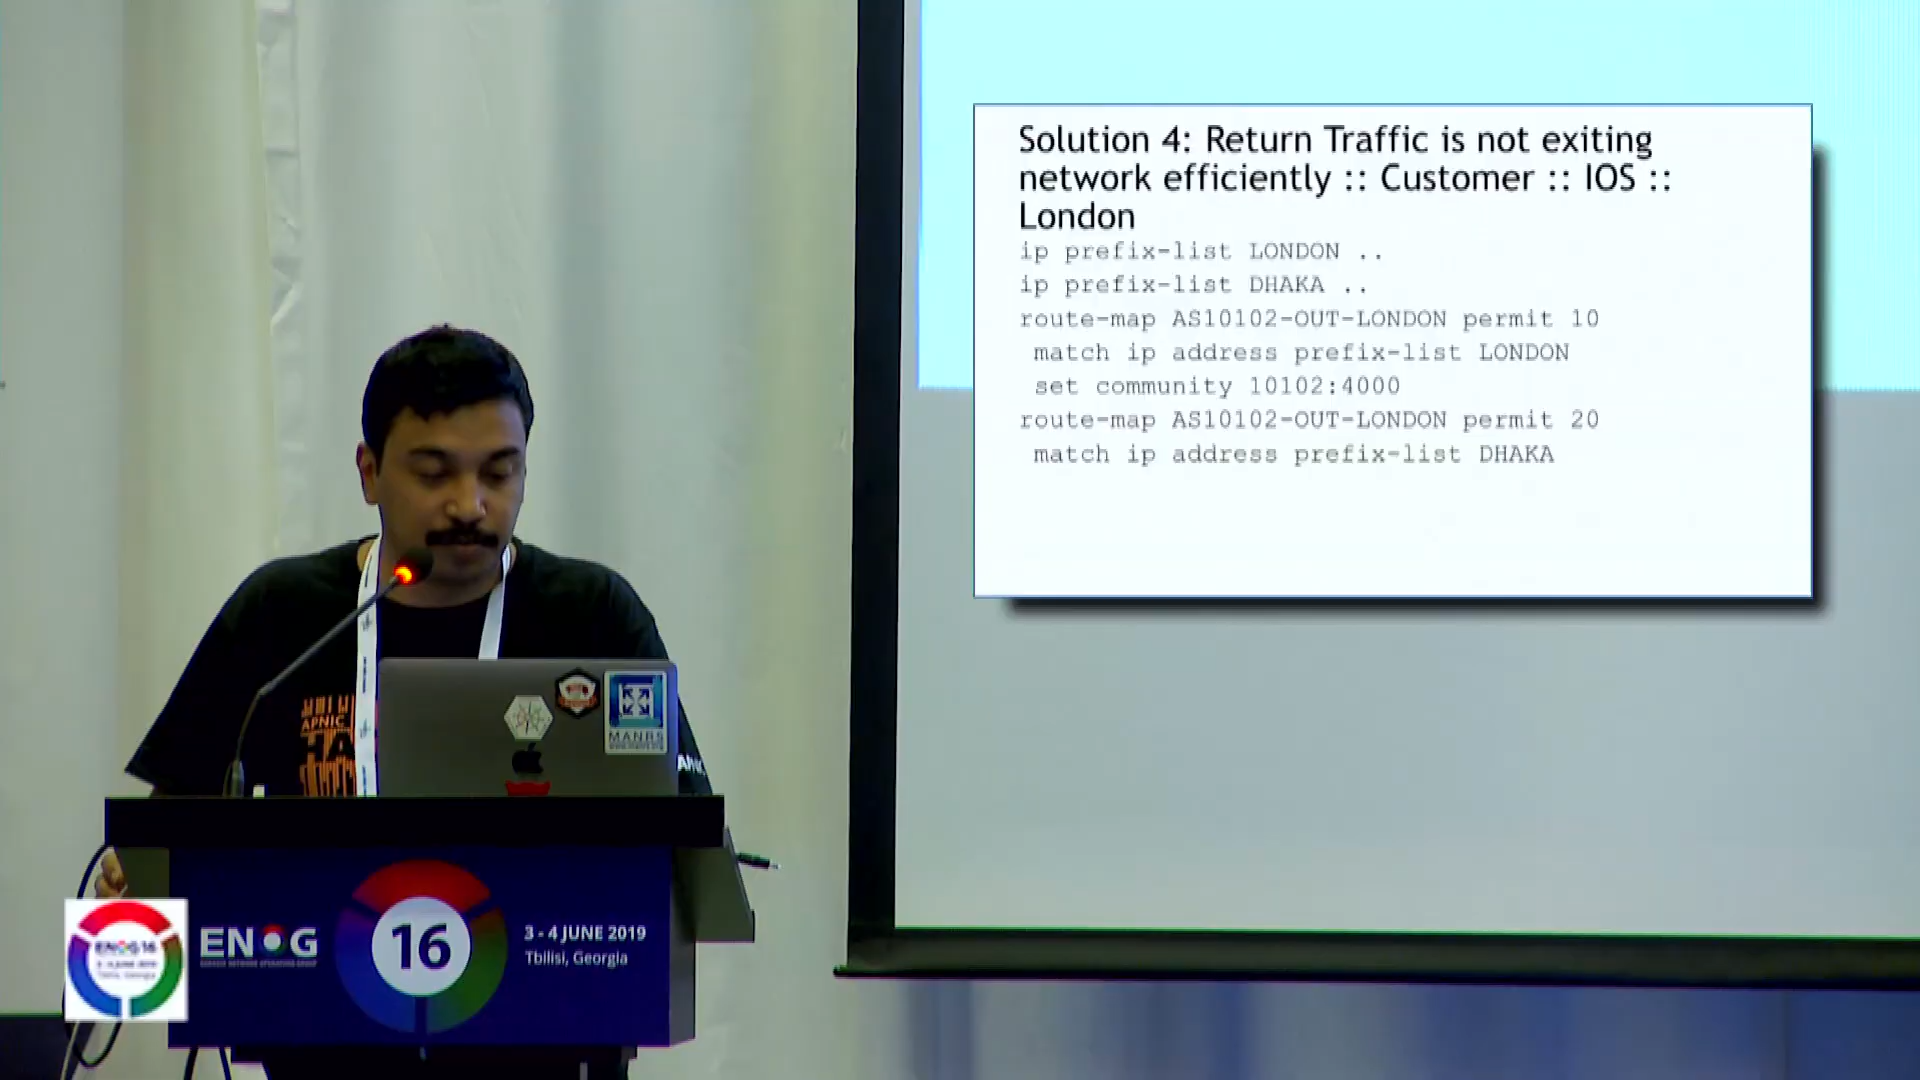 Solution 4: Return Traffic is not exiting
network efficiently :: Customer :: IOS ::
London
ip prefix-list LONDON ..
ip prefix-list DHAKA ..
route-map AS10102-OUT-LONDON permit 10
match ip address prefix-list LONDON
set community 10102:4000
route-map AS10102-OUT-LONDON permit 20
match ip address prefix-list DHAKA
APNIC
MANRS
ENOG
16
3 - 4 JUNE 2019
Tbilisi, Georgia
ENOG16